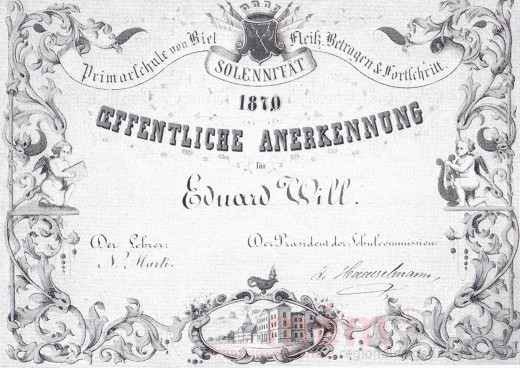 Primarschule von Biel Fleiß, Betragen & Fortschritt
SOLENNITÄT
1870
ŒFFENTLICHE ANERKENNUNG
für
Eduard Will.
Der Lehrer: Der Präsident der Schulcommission
N. Marti.